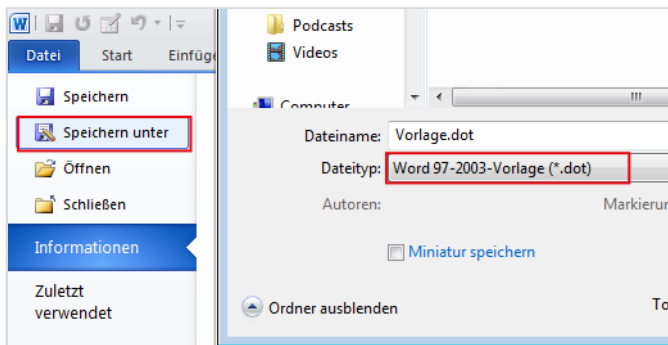 Datei Start Einfüge
Speichern
Speichern unter
Öffnen
Schließen
Informationen
Zuletzt
verwendet
Podcasts
Videos
Computer
Dateiname: Vorlage.dot
Dateityp: Word 97-2003-Vorlage (*.dot)
Autoren: Markierun
Miniatur speichern
Ordner ausblenden To